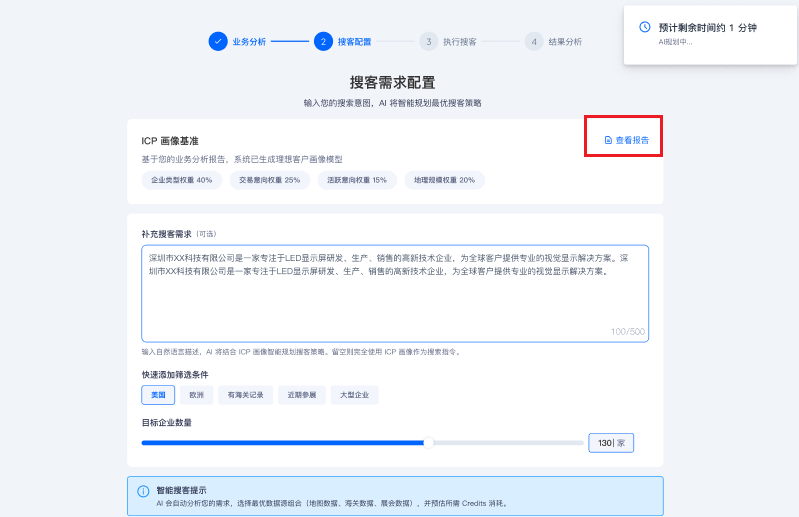 预计剩余时间约 1 分钟
AI规划中...
业务分析
2 搜客配置
3 执行搜客
4 结果分析
搜客需求配置
输入您的搜索意图，AI 将智能规划最优搜客策略
ICP 画像基准
查看报告
基于您的业务分析报告，系统已生成理想客户画像模型
企业类型权重 40%
交易意向权重 25%
活跃意向权重 15%
地理规模权重 20%
补充搜客需求（可选）
深圳市XX科技有限公司是一家专注于LED显示屏研发、生产、销售的高新技术企业，为全球客户提供专业的视觉显示解决方案。深
圳市XX科技有限公司是一家专注于LED显示屏研发、生产、销售的高新技术企业，为全球客户提供专业的视觉显示解决方案。
100/500
输入自然语言描述，AI 将结合 ICP 画像智能规划搜客策略。留空则完全使用 ICP 画像作为搜索指令。
快速添加筛选条件
美国
欧洲
有海关记录
近期参展
大型企业
目标企业数量
130 家
智能搜客提示
AI 会自动分析您的需求，选择最优数据源组合（地图数据、海关数据、展会数据），并预估所需 Credits 消耗。